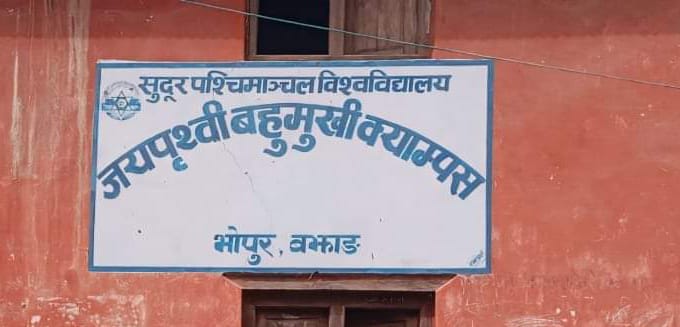 सुदूर पश्चिमाञ्चल विश्वविद्यालय
जयपृथ्वी बहुमुखी क्याम्पस
भोपुर, बझाङ